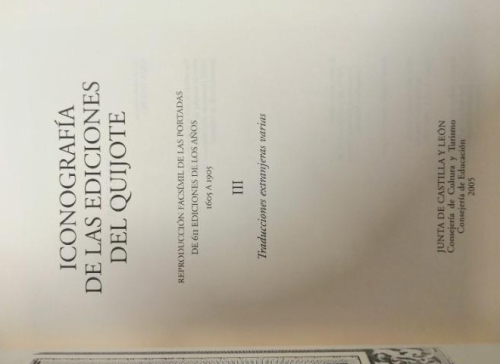 ICONOGRAFÍA
DE LAS EDICIONES
DEL QUIJOTE
REPRODUCCIÓN FACSÍMIL DE LAS PORTADAS
DE 611 EDICIONES DE LOS AÑOS
1605 A 1905
III
Traducciones extranjeras varias
JUNTA DE CASTILLA Y LEÓN
Consejería de Cultura y Turismo
Consejería de Educación
2005